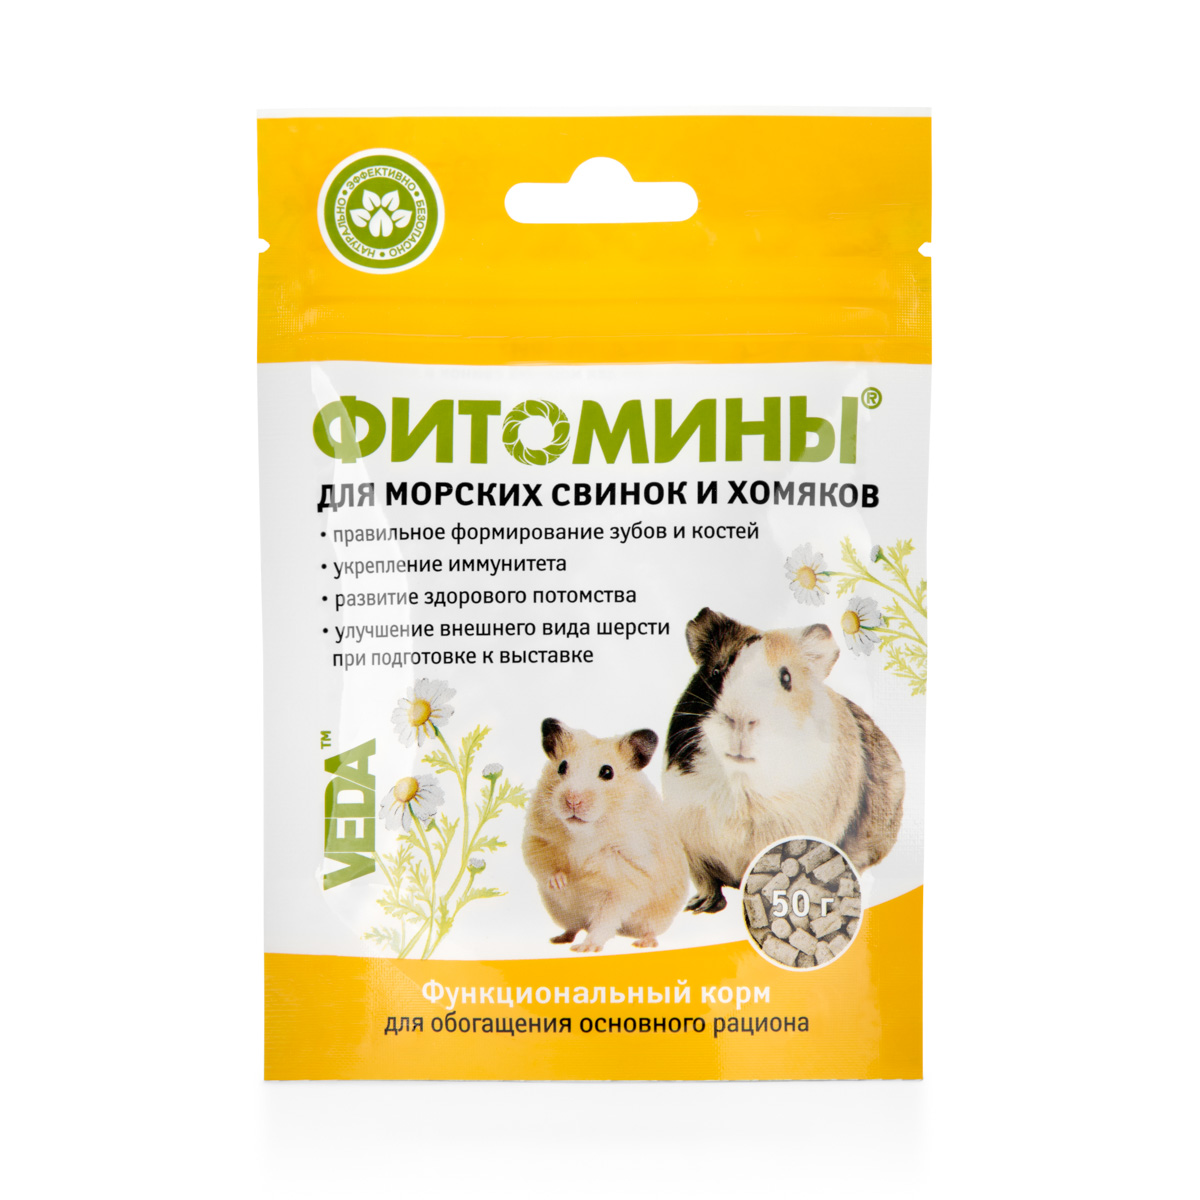 НАТУРАЛЬНО • ЭФФЕКТИВНО • БЕЗОПАСНО •
ФИТОМИНЫ®
ДЛЯ МОРСКИХ СВИНОК И ХОМЯКОВ
• правильное формирование зубов и костей
• укрепление иммунитета
• развитие здорового потомства
• улучшение внешнего вида шерсти
при подготовке к выставке
VEDA™
50 г
Функциональный корм
для обогащения основного рациона